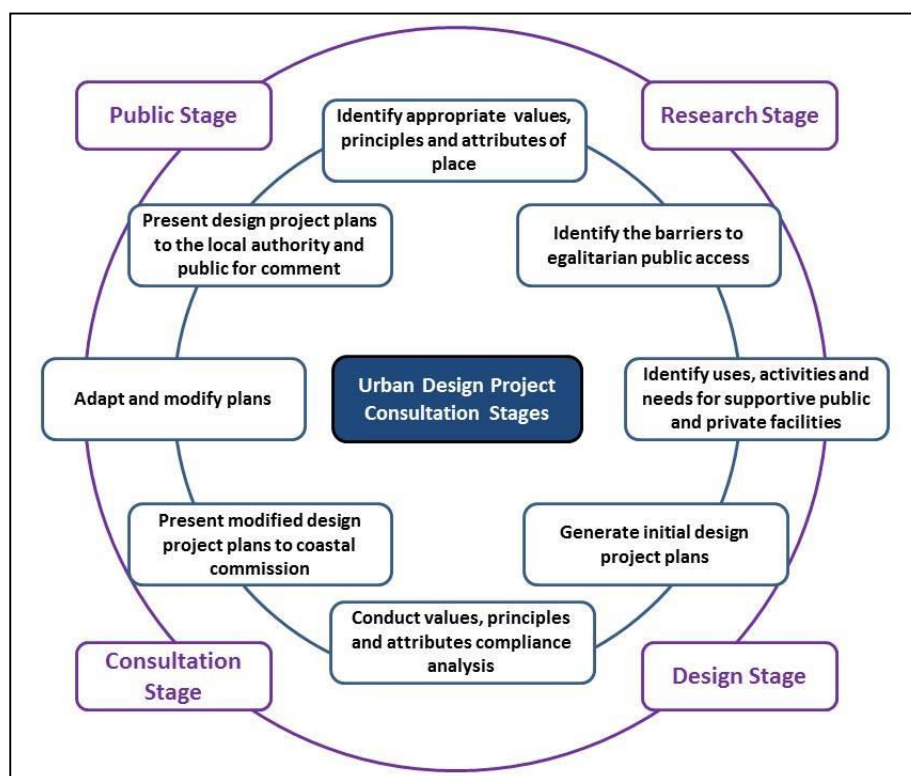 Public Stage
Research Stage
Identify appropriate values,
principles and attributes of
place
Present design project plans
to the local authority and
public for comment
Identify the barriers to
egalitarian public access
Adapt and modify plans
Urban Design Project
Consultation Stages
Identify uses, activities and
needs for supportive public
and private facilities
Present modified design
project plans to coastal
commission
Generate initial design
project plans
Conduct values, principles
and attributes compliance
analysis
Consultation
Stage
Design Stage